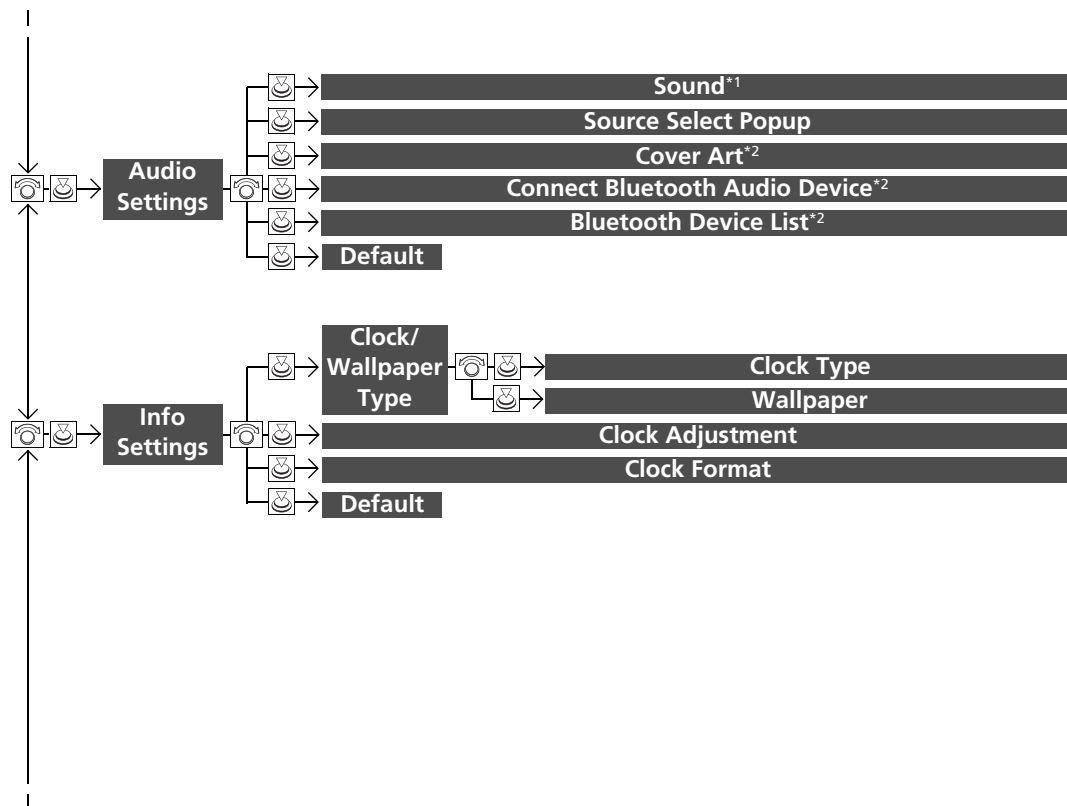 Sound*1
Source Select Popup
Cover Art*2
Audio
Settings
Connect Bluetooth Audio Device*2
Bluetooth Device List*2
Default
Clock/
Wallpaper
Type
Clock Type
Wallpaper
Info
Settings
Clock Adjustment
Clock Format
Default